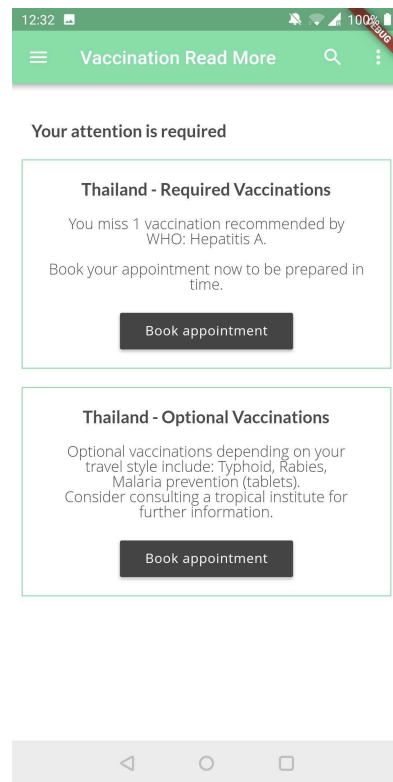 12:32
100%
DEBUG
Vaccination Read More
Your attention is required
Thailand - Required Vaccinations
You miss 1 vaccination recommended by
WHO: Hepatitis A.
Book your appointment now to be prepared in
time.
Book appointment
Thailand - Optional Vaccinations
Optional vaccinations depending on your
travel style include: Typhoid, Rabies,
Malaria prevention (tablets).
Consider consulting a tropical institute for
further information.
Book appointment